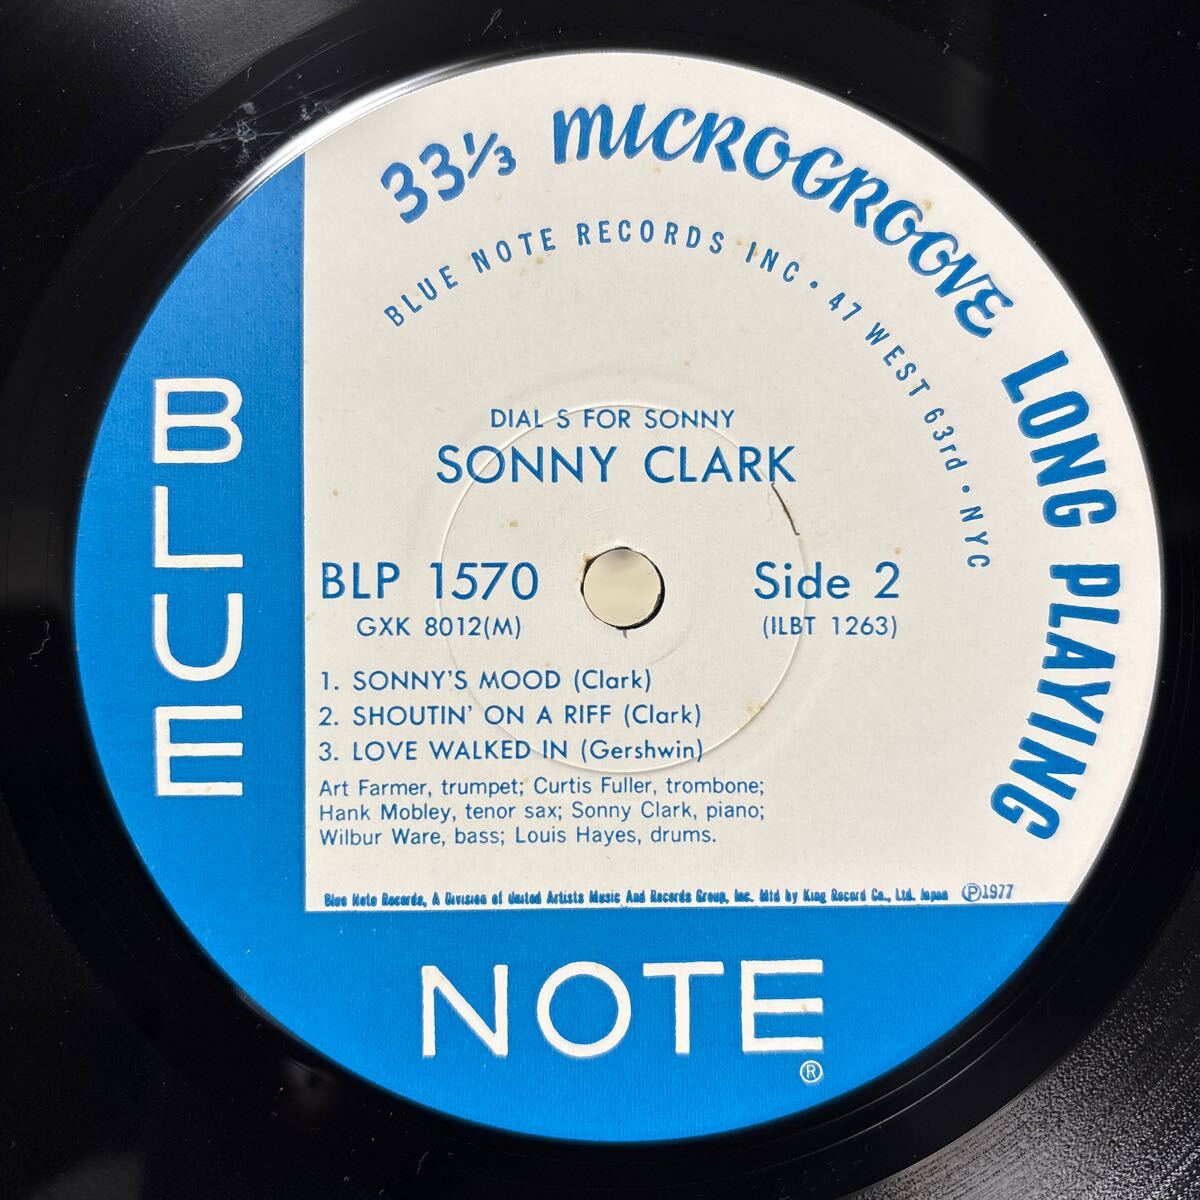 33⅓ MICROGROOVE LONG PLAYING
BLUE NOTE RECORDS INC • 47 WEST 63rd • NYC
DIAL S FOR SONNY
SONNY CLARK
BLP 1570
Side 2
GXK 8012(M)
(ILBT 1263)
1. SONNY'S MOOD (Clark)
2. SHOUTIN' ON A RIFF (Clark)
3. LOVE WALKED IN (Gershwin)
Art Farmer, trumpet; Curtis Fuller, trombone;
Hank Mobley, tenor sax; Sonny Clark, piano;
Wilbur Ware, bass; Louis Hayes, drums.
Blue Note Records, A Division of United Artists Music And Records Group, Inc. Mfd by King Record Co., Ltd. Japan ℗1977
BLUE
NOTE®